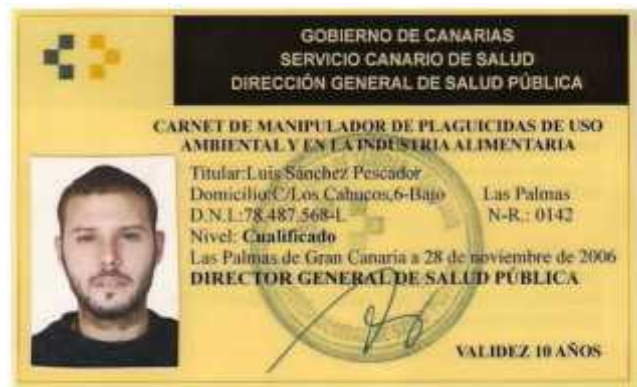 GOBIERNO DE CANARIAS
SERVICIO CANARIO DE SALUD
DIRECCIÓN GENERAL DE SALUD PÚBLICA
CARNET DE MANIPULADOR DE PLAGUICIDAS DE USO
AMBIENTAL Y EN LA INDUSTRIA ALIMENTARIA
Titular:Luis Sánchez Pescador
Domicilio:C/Los Cabucos,6-Bajo Las Palmas
D.N.I.:78.487.568-L N-R.: 0142
Nivel: Cualificado
Las Palmas de Gran Canaria a 28 de noviembre de 2006
DIRECTOR GENERAL DE SALUD PÚBLICA
VALIDEZ 10 AÑOS